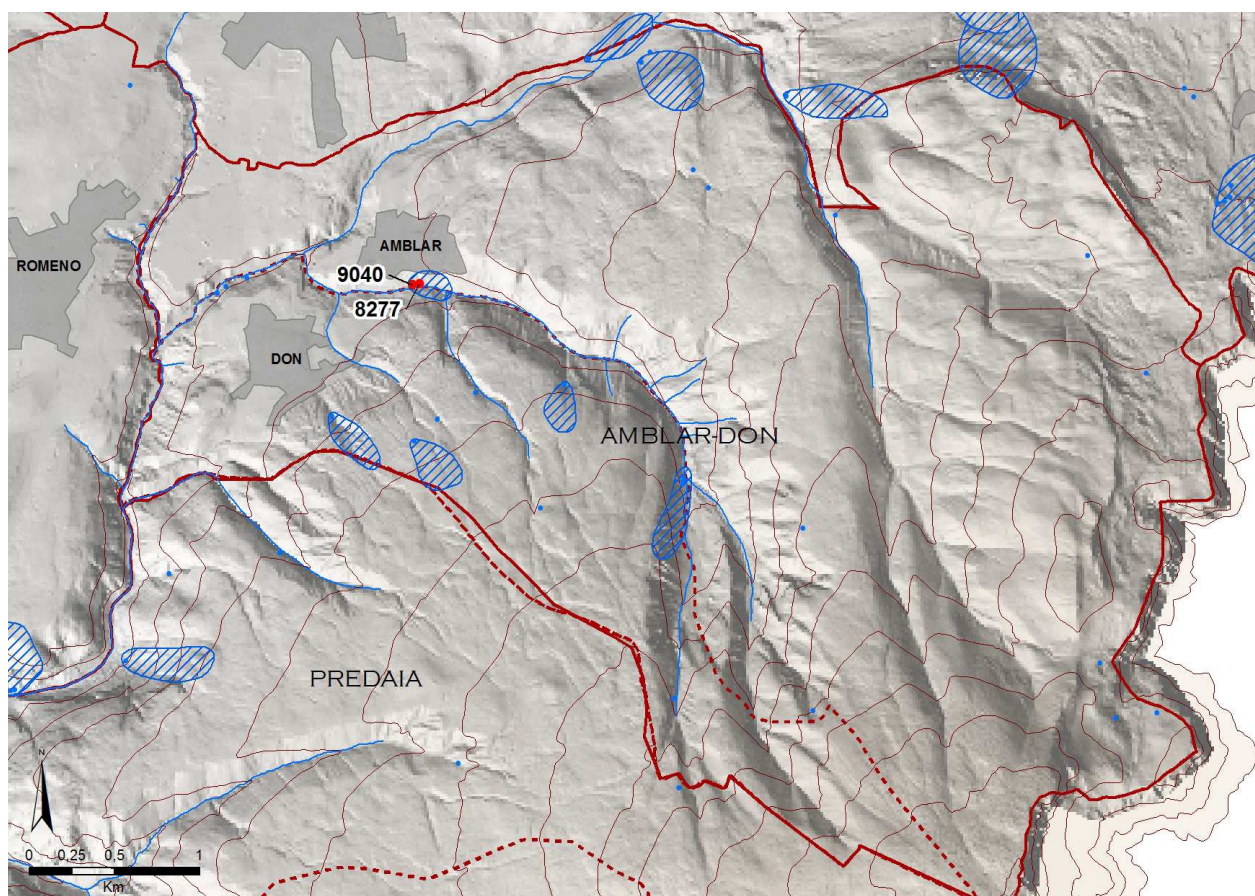 AMBLAR
ROMENO
9040
8277
DON
AMBLAR-DON
PREDAIA
N
0 0,25 0,5 1
Km